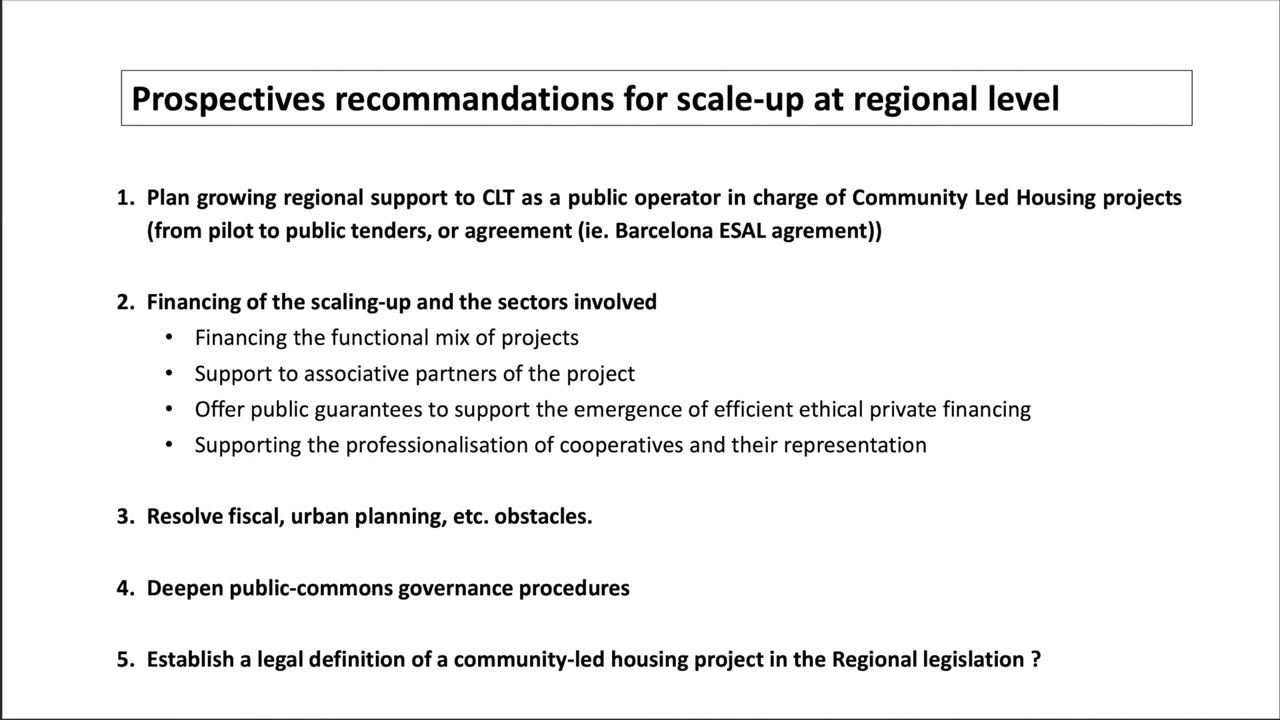 Prospectives recommandations for scale-up at regional level
1. Plan growing regional support to CLT as a public operator in charge of Community Led Housing projects
(from pilot to public tenders, or agreement (ie. Barcelona ESAL agrement))
2. Financing of the scaling-up and the sectors involved
• Financing the functional mix of projects
• Support to associative partners of the project
• Offer public guarantees to support the emergence of efficient ethical private financing
• Supporting the professionalisation of cooperatives and their representation
3. Resolve fiscal, urban planning, etc. obstacles.
4. Deepen public-commons governance procedures
5. Establish a legal definition of a community-led housing project in the Regional legislation ?